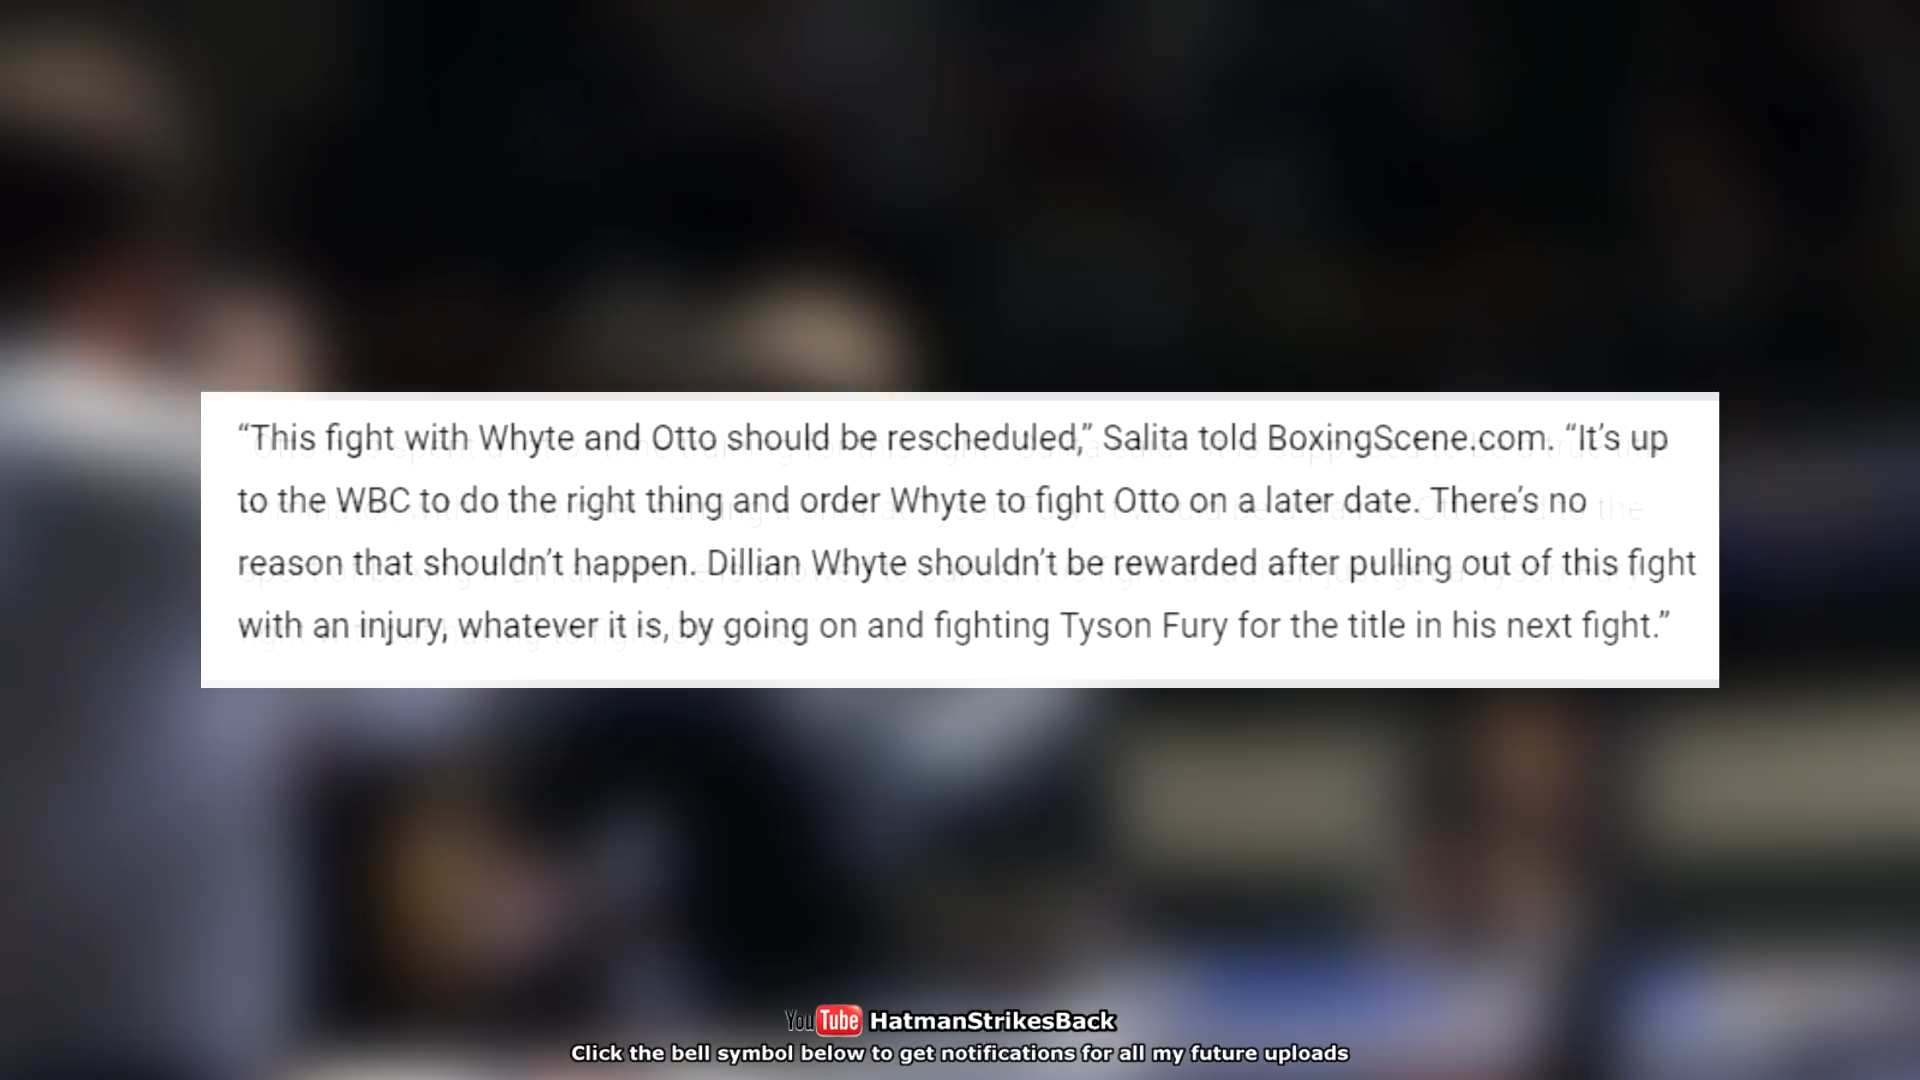 “This fight with Whyte and Otto should be rescheduled,” Salita told BoxingScene.com. “It’s up
to the WBC to do the right thing and order Whyte to fight Otto on a later date. There’s no
reason that shouldn’t happen. Dillian Whyte shouldn’t be rewarded after pulling out of this fight
with an injury, whatever it is, by going on and fighting Tyson Fury for the title in his next fight.”
YouTube HatmanStrikesBack
Click the bell symbol below to get notifications for all my future uploads